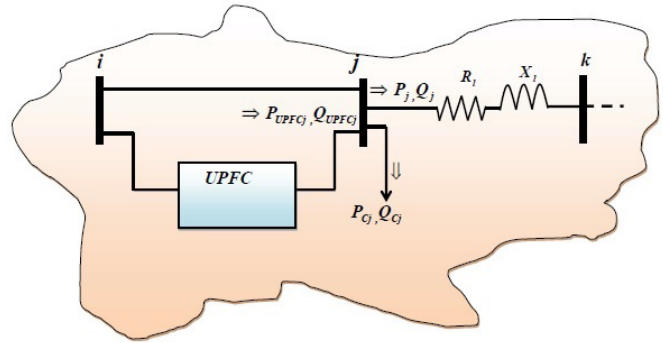 i
j
k
⇒ P_j ,Q_j
R_l
X_l
⇒ P_UPFCj ,Q_UPFCj
UPFC
⇓
P_Cj ,Q_Cj